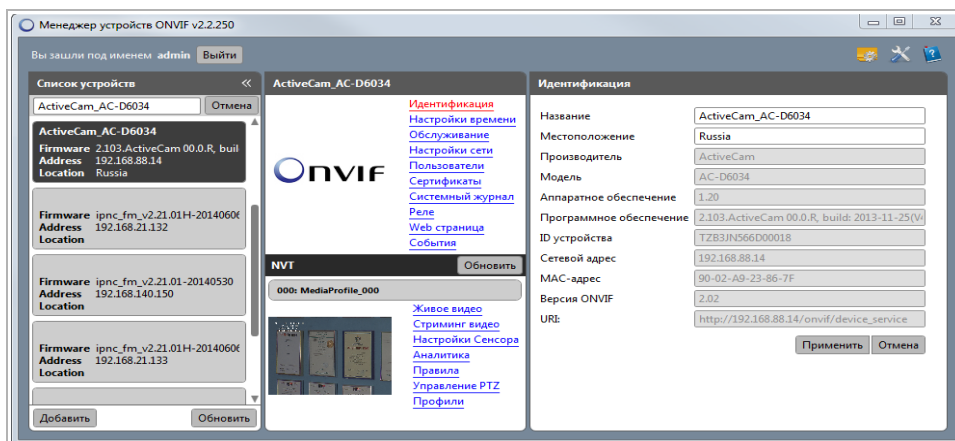 Менеджер устройств ONVIF v2.2.250
Вы зашли под именем admin Выйти
Список устройств «
ActiveCam_AC-D6034 Отмена
ActiveCam_AC-D6034
Firmware 2.103.ActiveCam 00.0.R, buil
Address 192.168.88.14
Location Russia
Firmware ipnc_fm_v2.21.01H-2014060
Address 192.168.21.132
Location
Firmware ipnc_fm_v2.21.01-20140530
Address 192.168.140.150
Location
Firmware ipnc_fm_v2.21.01H-2014060
Address 192.168.21.133
Location
Добавить Обновить
ActiveCam_AC-D6034
ONVIF
Идентификация
Настройки времени
Обслуживание
Настройки сети
Пользователи
Сертификаты
Системный журнал
Реле
Web страница
События
NVT Обновить
000: MediaProfile_000
Живое видео
Стриминг видео
Настройки Сенсора
Аналитика
Правила
Управление PTZ
Профили
Идентификация
Название ActiveCam_AC-D6034
Местоположение Russia
Производитель ActiveCam
Модель AC-D6034
Аппаратное обеспечение 1.20
Программное обеспечение 2.103.ActiveCam 00.0.R, build: 2013-11-25(V
ID устройства TZB3JN566D00018
Сетевой адрес 192.168.88.14
MAC-адрес 90-02-A9-23-86-7F
Версия ONVIF 2.02
URI: http://192.168.88.14/onvif/device_service
Применить Отмена